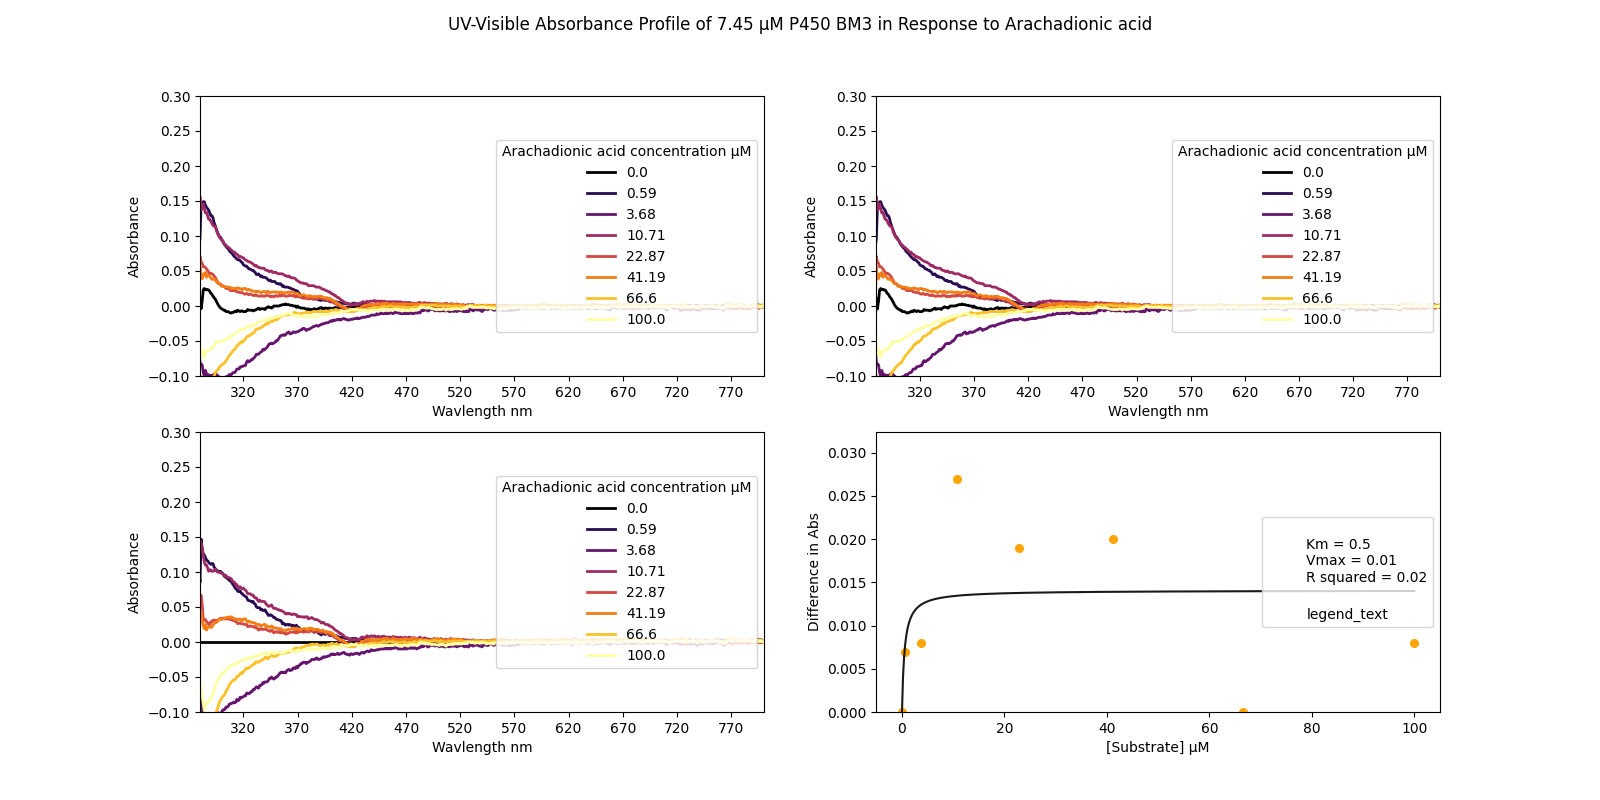 UV-Visible Absorbance Profile of 7.45 μM P450 BM3 in Response to Arachadionic acid
0.30
0.25
0.20
0.15
0.10
0.05
0.00
−0.05
−0.10
Absorbance
Arachadionic acid concentration μM
0.0
0.59
3.68
10.71
22.87
41.19
66.6
100.0
320 370 420 470 520 570 620 670 720 770
Wavlength nm
0.30
0.25
0.20
0.15
0.10
0.05
0.00
−0.05
−0.10
Absorbance
Arachadionic acid concentration μM
0.0
0.59
3.68
10.71
22.87
41.19
66.6
100.0
320 370 420 470 520 570 620 670 720 770
Wavlength nm
0.30
0.25
0.20
0.15
0.10
0.05
0.00
−0.05
−0.10
Absorbance
Arachadionic acid concentration μM
0.0
0.59
3.68
10.71
22.87
41.19
66.6
100.0
320 370 420 470 520 570 620 670 720 770
Wavlength nm
0.030
0.025
0.020
0.015
0.010
0.005
0.000
Difference in Abs
Km = 0.5
Vmax = 0.01
R squared = 0.02
legend_text
0 20 40 60 80 100
[Substrate] μM